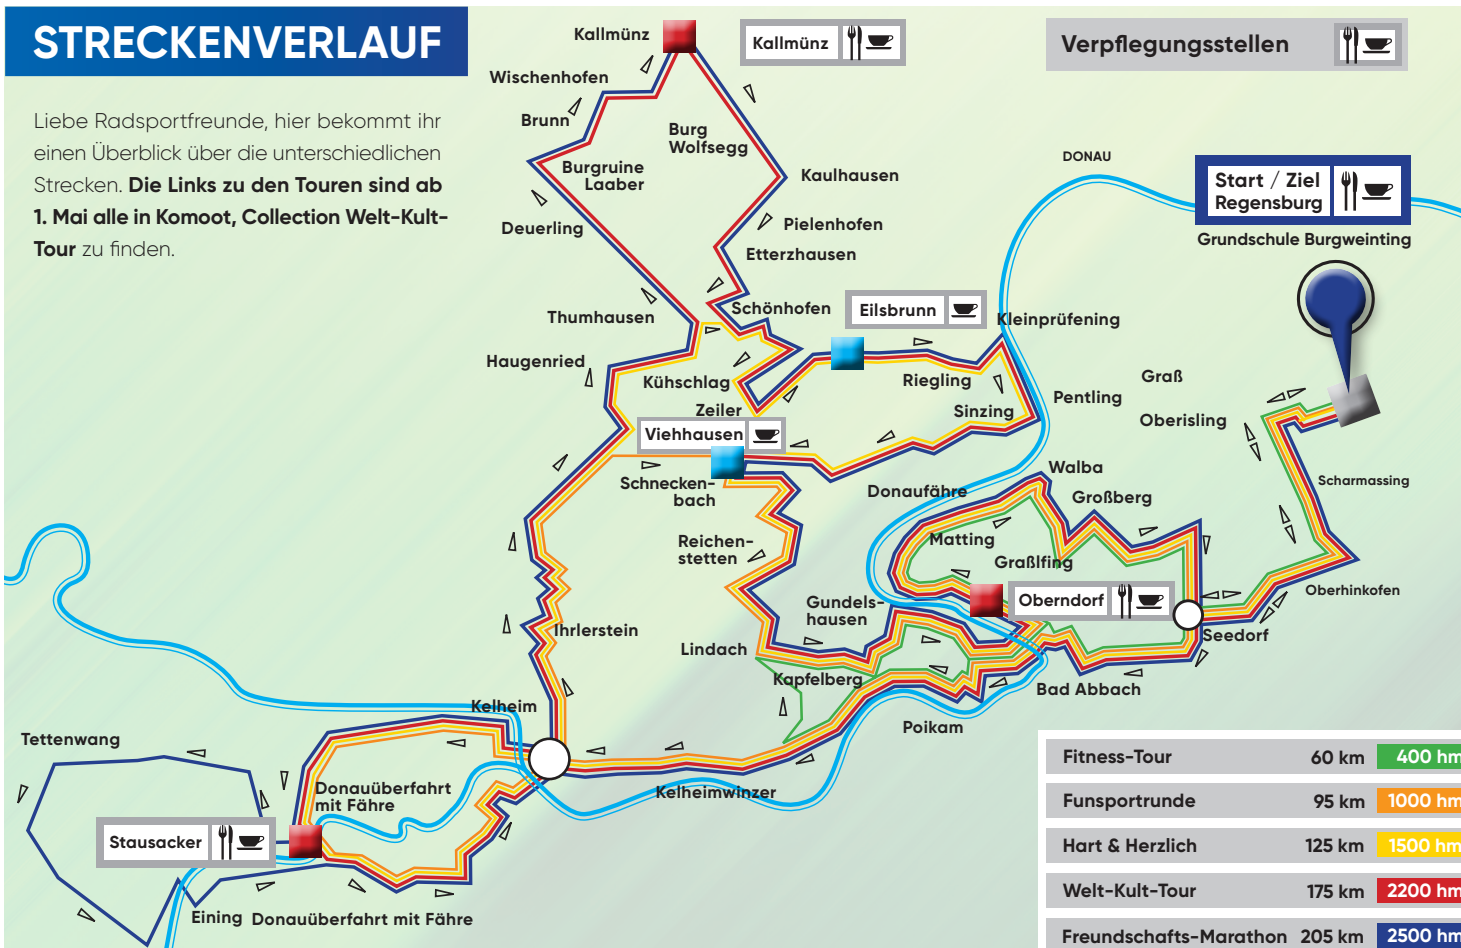 STRECKENVERLAUF
Liebe Radsportfreunde, hier bekommt ihr
einen Überblick über die unterschiedlichen
Strecken. Die Links zu den Touren sind ab
1. Mai alle in Komoot, Collection Welt-Kult-
Tour zu finden.
Kallmünz
Kallmünz
Verpflegungsstellen
Wischenhofen
Brunn
Burg
Wolfsegg
Burgruine
Laaber
Kaulhausen
DONAU
Start / Ziel
Regensburg
Grundschule Burgweinting
Deuerling
Pielenhofen
Etterzhausen
Thumhausen
Schönhofen
Eilsbrunn
Kleinprüfening
Haugenried
Kühschlag
Riegling
Graß
Pentling
Zeiler
Sinzing
Oberisling
Viehhausen
Walba
Schnecken-
bach
Donaufähre
Großberg
Scharmassing
Reichen-
stetten
Matting
Graßlfing
Gundels-
hausen
Oberndorf
Oberhinkofen
Ihrlerstein
Lindach
Seedorf
Kapfelberg
Bad Abbach
Kelheim
Poikam
Tettenwang
Donauüberfahrt
mit Fähre
Kelheimwinzer
Stausacker
Eining
Donauüberfahrt mit Fähre
Fitness-Tour 60 km 400 hm
Funsportrunde 95 km 1000 hm
Hart & Herzlich 125 km 1500 hm
Welt-Kult-Tour 175 km 2200 hm
Freundschafts-Marathon 205 km 2500 hm